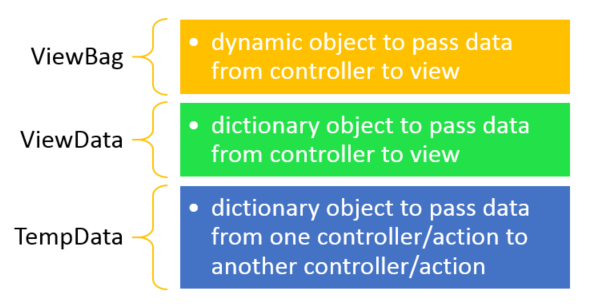 ViewBag
• dynamic object to pass data
from controller to view
ViewData
• dictionary object to pass data
from controller to view
TempData
• dictionary object to pass data
from one controller/action to
another controller/action